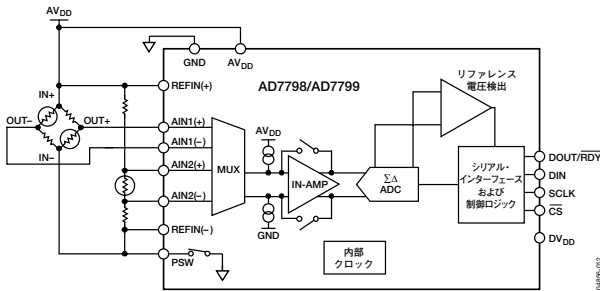 AVDD
GND
AVDD
REFIN(+)
AD7798/AD7799
リファレンス
電圧検出
IN+
OUT–
OUT+
IN–
AIN1(+)
AIN1(–)
AIN2(+)
AIN2(–)
REFIN(–)
PSW
MUX
AVDD
GND
IN-AMP
ΣΔ
ADC
シリアル・
インターフェース
および
制御ロジック
DOUT/RDY
DIN
SCLK
CS
DVDD
内部
クロック
04856-012